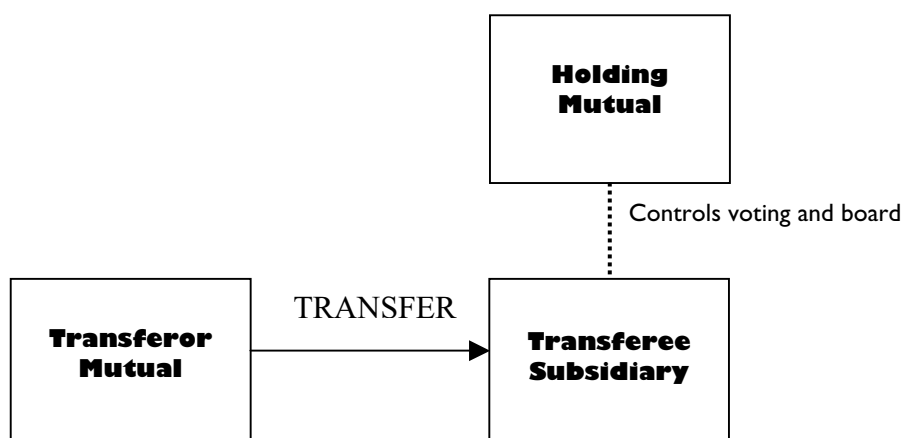 Holding
Mutual
Controls voting and board
TRANSFER
Transferor
Mutual
Transferee
Subsidiary